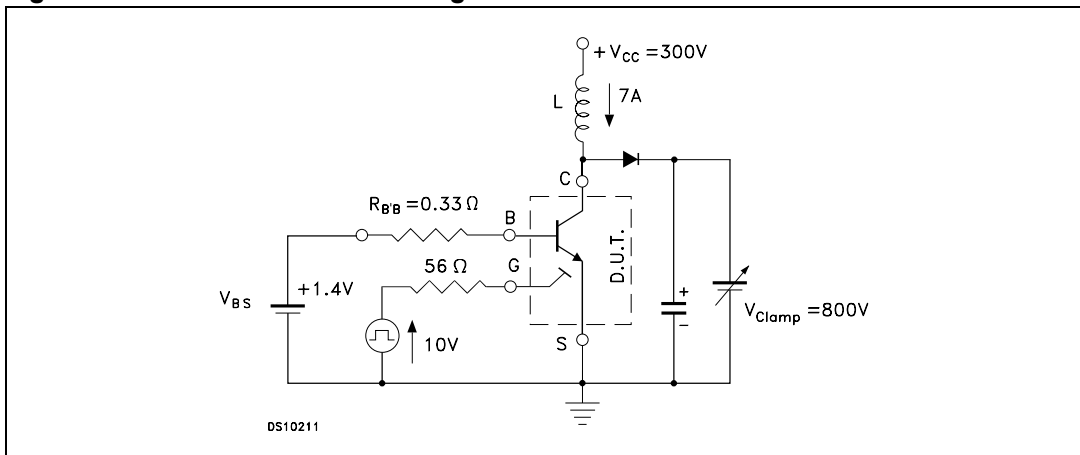 + V_CC =300V
L
7A
C
R_B'B =0.33 Ω
B
56 Ω
G
D.U.T.
V_BS
+1.4V
10V
S
+
−
V_Clamp =800V
DS10211